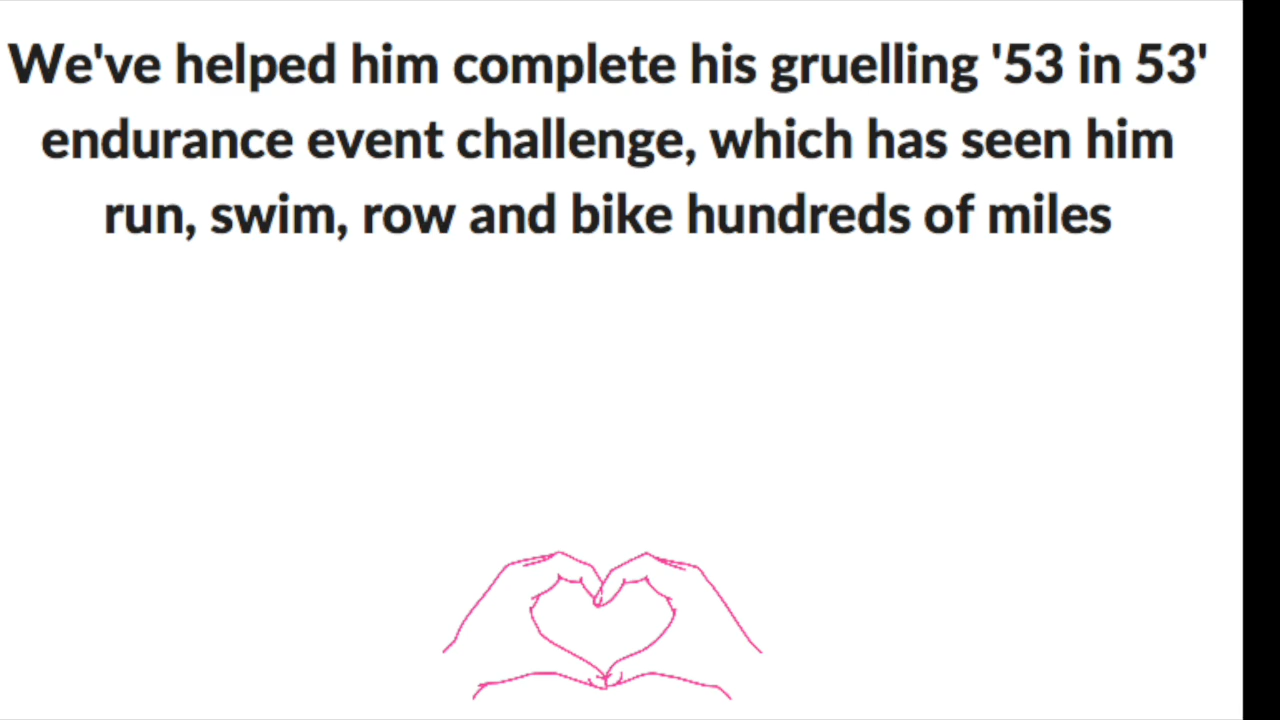 We've helped him complete his gruelling '53 in 53'
endurance event challenge, which has seen him
run, swim, row and bike hundreds of miles